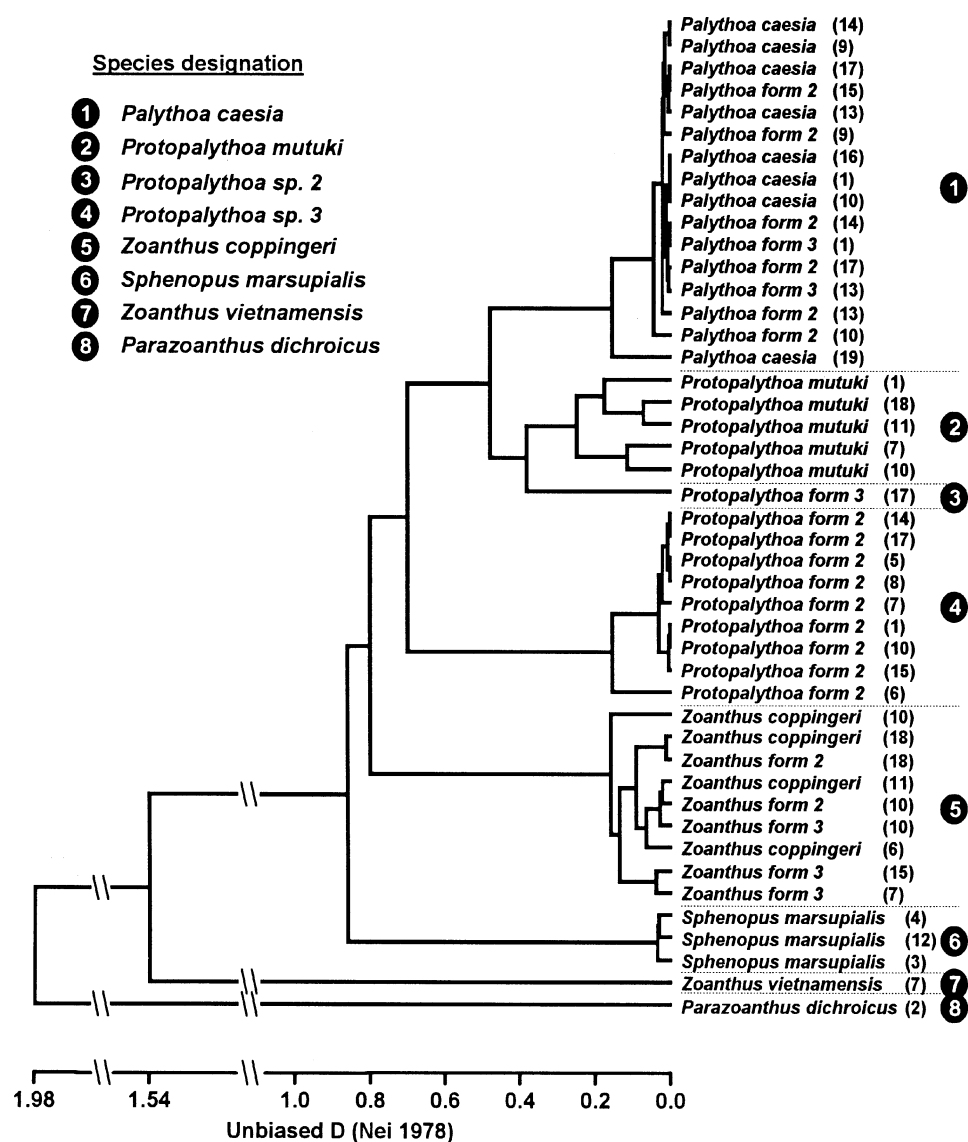 Species designation
1 Palythoa caesia
2 Protopalythoa mutuki
3 Protopalythoa sp. 2
4 Protopalythoa sp. 3
5 Zoanthus coppingeri
6 Sphenopus marsupialis
7 Zoanthus vietnamensis
8 Parazoanthus dichroicus
Palythoa caesia (14)
Palythoa caesia (9)
Palythoa caesia (17)
Palythoa form 2 (15)
Palythoa caesia (13)
Palythoa form 2 (9)
Palythoa caesia (16)
Palythoa caesia (1)
1
Palythoa caesia (10)
Palythoa form 2 (14)
Palythoa form 3 (1)
Palythoa form 2 (17)
Palythoa form 3 (13)
Palythoa form 2 (13)
Palythoa form 2 (10)
Palythoa caesia (19)
Protopalythoa mutuki (1)
Protopalythoa mutuki (18)
Protopalythoa mutuki (11)
2
Protopalythoa mutuki (7)
Protopalythoa mutuki (10)
Protopalythoa form 3 (17)
3
Protopalythoa form 2 (14)
Protopalythoa form 2 (17)
Protopalythoa form 2 (5)
Protopalythoa form 2 (8)
Protopalythoa form 2 (7)
4
Protopalythoa form 2 (1)
Protopalythoa form 2 (10)
Protopalythoa form 2 (15)
Protopalythoa form 2 (6)
Zoanthus coppingeri (10)
Zoanthus coppingeri (18)
Zoanthus form 2 (18)
Zoanthus coppingeri (11)
Zoanthus form 2 (10)
5
Zoanthus form 3 (10)
Zoanthus coppingeri (6)
Zoanthus form 3 (15)
Zoanthus form 3 (7)
Sphenopus marsupialis (4)
Sphenopus marsupialis (12)
6
Sphenopus marsupialis (3)
Zoanthus vietnamensis (7)
7
Parazoanthus dichroicus (2)
8
1.98 1.54 1.0 0.8 0.6 0.4 0.2 0.0
Unbiased D (Nei 1978)